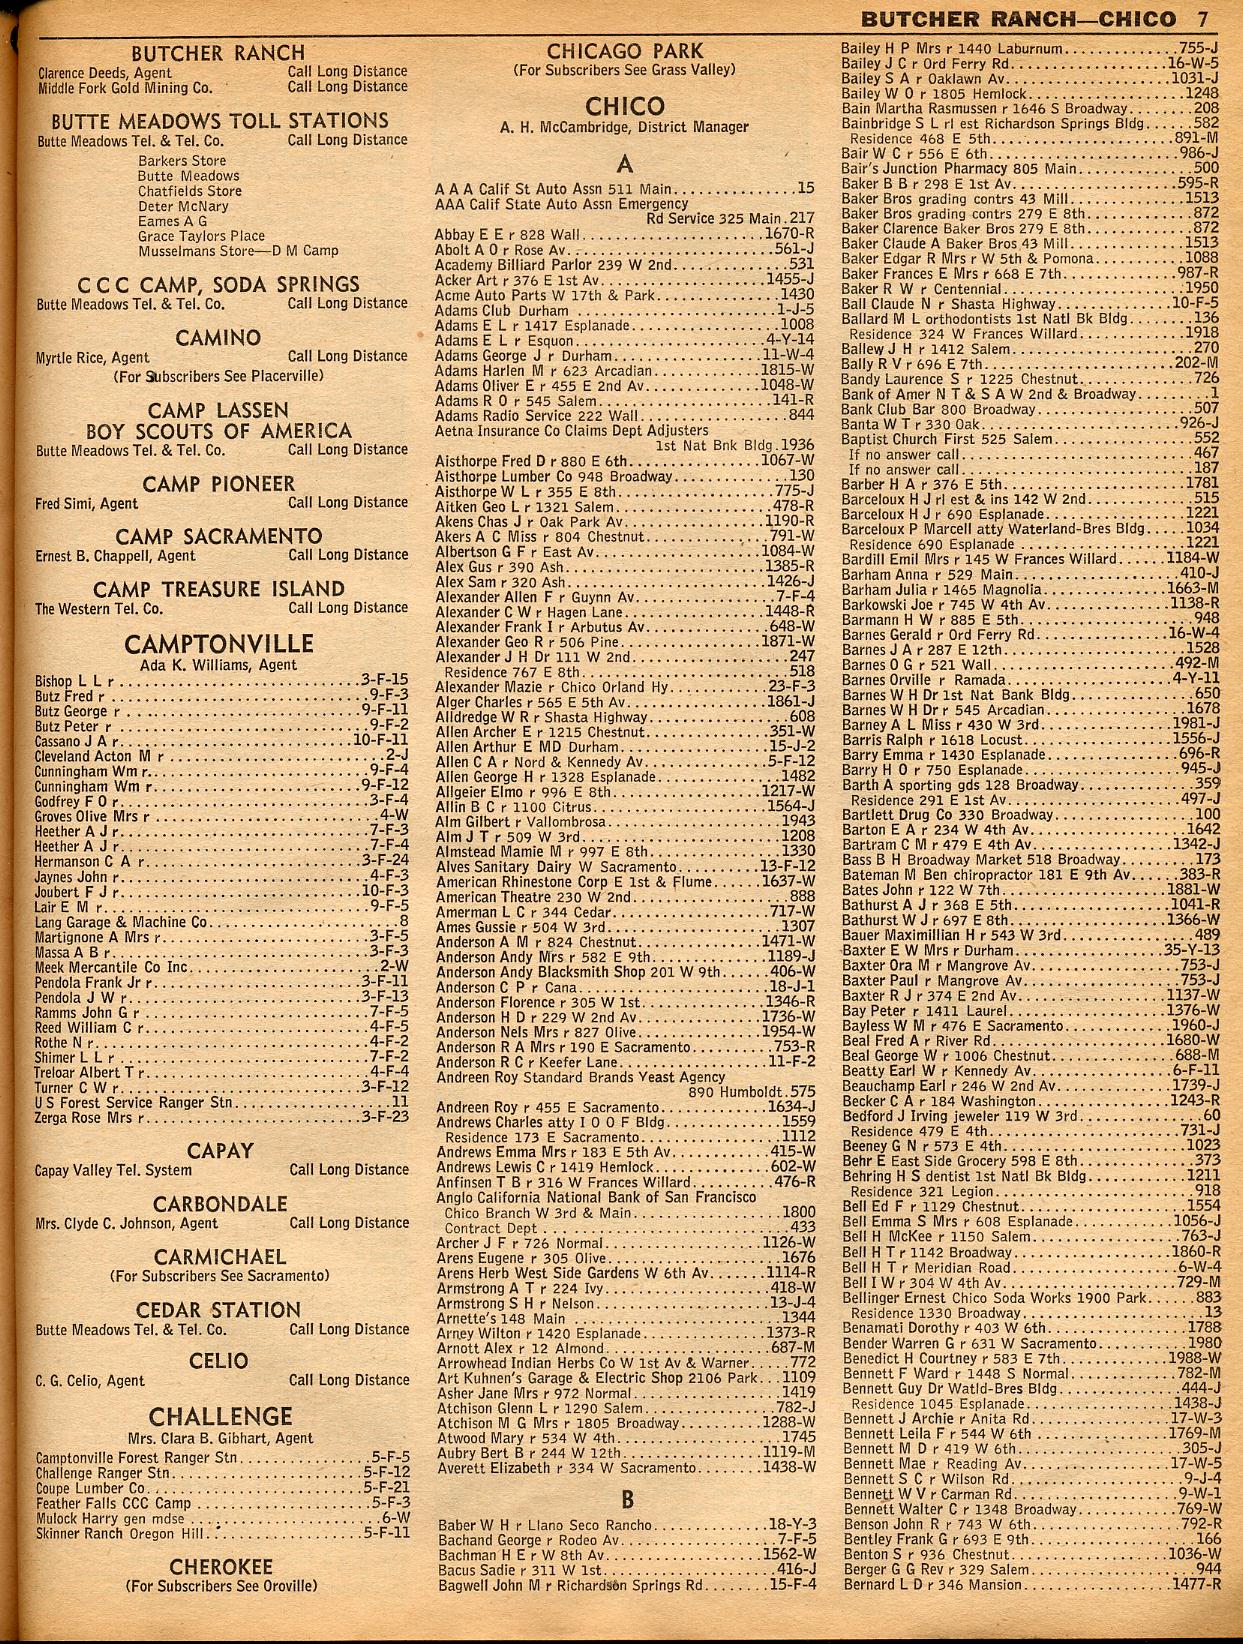 BUTCHER RANCH—CHICO 7
BUTCHER RANCH
Clarence Deeds, Agent Call Long Distance
Middle Fork Gold Mining Co. Call Long Distance
BUTTE MEADOWS TOLL STATIONS
Butte Meadows Tel. & Tel. Co. Call Long Distance
Barkers Store
Butte Meadows
Chatfields Store
Deter McNary
Eames A G
Grace Taylors Place
Musselmans Store—D M Camp
C C C CAMP, SODA SPRINGS
Butte Meadows Tel. & Tel. Co. Call Long Distance
CAMINO
Myrtle Rice, Agent Call Long Distance
(For Subscribers See Placerville)
CAMP LASSEN
BOY SCOUTS OF AMERICA
Butte Meadows Tel. & Tel. Co. Call Long Distance
CAMP PIONEER
Fred Simi, Agent Call Long Distance
CAMP SACRAMENTO
Ernest B. Chappell, Agent Call Long Distance
CAMP TREASURE ISLAND
The Western Tel. Co. Call Long Distance
CAMPTONVILLE
Ada K. Williams, Agent
Bishop L L r 3-F-15
Butz Fred r 9-F-3
Butz George r 9-F-11
Butz Peter r 9-F-2
Cassano J A r 10-F-11
Cleveland Acton M r 2-J
Cunningham Wm r 9-F-4
Cunningham Wm r 9-F-12
Godfrey F O r 3-F-4
Groves Olive Mrs r 4-W
Heether A J r 7-F-3
Heether A J r 7-F-4
Hermanson C A r 3-F-24
Jaynes John r 4-F-3
Joubert F J r 10-F-3
Lair E M r 9-F-5
Lang Garage & Machine Co 8
Martignone A Mrs r 3-F-5
Massa A B r 3-F-3
Meek Mercantile Co Inc 2-W
Pendola Frank Jr r 3-F-11
Pendola J W r 3-F-13
Ramms John G r 7-F-5
Reed William C r 4-F-5
Rothe N r 4-F-2
Shimer L L r 7-F-2
Treloar Albert T r 4-F-4
Turner C W r 3-F-12
U S Forest Service Ranger Stn 11
Zerga Rose Mrs r 3-F-23
CAPAY
Capay Valley Tel. System Call Long Distance
CARBONDALE
Mrs. Clyde C. Johnson, Agent Call Long Distance
CARMICHAEL
(For Subscribers See Sacramento)
CEDAR STATION
Butte Meadows Tel. & Tel. Co. Call Long Distance
CELIO
C. G. Celio, Agent Call Long Distance
CHALLENGE
Mrs. Clara B. Gibhart, Agent
Camptonville Forest Ranger Stn 5-F-5
Challenge Ranger Stn 5-F-12
Coupe Lumber Co 5-F-21
Feather Falls CCC Camp 5-F-3
Mulock Harry gen mdse 6-W
Skinner Ranch Oregon Hill 5-F-11
CHEROKEE
(For Subscribers See Oroville)
CHICAGO PARK
(For Subscribers See Grass Valley)
CHICO
A. H. McCambridge, District Manager
A
A A A Calif St Auto Assn 511 Main 15
AAA Calif State Auto Assn Emergency
Rd Service 325 Main 217
Abbay E E r 828 Wall 1670-R
Abolt A O r Rose Av 561-J
Academy Billiard Parlor 239 W 2nd 531
Acker Art r 376 E 1st Av 1455-J
Acme Auto Parts W 17th & Park 1430
Adams Club Durham 1-J-5
Adams E L r 1417 Esplanade 1008
Adams E L r Esquon 4-Y-14
Adams George J r Durham 11-W-4
Adams Harlen M r 623 Arcadian 1815-W
Adams Oliver E r 455 E 2nd Av 1048-W
Adams R O r 545 Salem 141-R
Adams Radio Service 222 Wall 844
Aetna Insurance Co Claims Dept Adjusters
1st Nat Bnk Bldg 1936
Aisthorpe Fred D r 880 E 6th 1067-W
Aisthorpe Lumber Co 948 Broadway 130
Aisthorpe W L r 355 E 8th 775-J
Aitken Geo L r 1321 Salem 478-R
Akens Chas J r Oak Park Av 1190-R
Akers A C Miss r 804 Chestnut 791-W
Albertson G F r East Av 1084-W
Alex Gus r 390 Ash 1385-R
Alex Sam r 320 Ash 1426-J
Alexander Allen F r Guynn Av 7-F-4
Alexander C W r Hagen Lane 1448-R
Alexander Frank I r Arbutus Av 648-W
Alexander Geo R r 506 Pine 1871-W
Alexander J H Dr 111 W 2nd 247
Residence 767 E 8th 518
Alexander Mazie r Chico Orland Hy 23-F-3
Alger Charles r 565 E 5th Av 1861-J
Alldredge W R r Shasta Highway 608
Allen Archer E r 1215 Chestnut 351-W
Allen Arthur E MD Durham 15-J-2
Allen C A r Nord & Kennedy Av 5-F-12
Allen George H r 1328 Esplanade 1482
Allgeier Elmo r 996 E 8th 1217-W
Allin B C r 1100 Citrus 1564-J
Alm Gilbert r Vallombrosa 1943
Alm J T r 509 W 3rd 1208
Almstead Mamie M r 997 E 8th 1330
Alves Sanitary Dairy W Sacramento 13-F-12
American Rhinestone Corp E 1st & Flume 1637-W
American Theatre 230 W 2nd 888
Amerman L C r 344 Cedar 717-W
Ames Gussie r 504 W 3rd 1307
Anderson A M r 824 Chestnut 1471-W
Anderson Andy Mrs r 582 E 9th 1189-J
Anderson Andy Blacksmith Shop 201 W 9th 406-W
Anderson C P r Cana 18-J-1
Anderson Florence r 305 W 1st 1346-R
Anderson H D r 229 W 2nd Av 1736-W
Anderson Nels Mrs r 827 Olive 1954-W
Anderson R A Mrs r 190 E Sacramento 753-R
Anderson R C r Keefer Lane 11-F-2
Andreen Roy Standard Brands Yeast Agency
890 Humboldt 575
Andreen Roy r 455 E Sacramento 1634-J
Andrews Charles atty I O O F Bldg 1559
Residence 173 E Sacramento 1112
Andrews Emma Mrs r 183 E 5th Av 415-W
Andrews Lewis C r 1419 Hemlock 602-W
Anfinsen T B r 316 W Frances Willard 476-R
Anglo California National Bank of San Francisco
Chico Branch W 3rd & Main 1800
Contract Dept 433
Archer J F r 726 Normal 1126-W
Arens Eugene r 305 Olive 1676
Arens Herb West Side Gardens W 6th Av 1114-R
Armstrong A T r 224 Ivy 418-W
Armstrong S H r Nelson 13-J-4
Arnette's 148 Main 1344
Arney Wilton r 1420 Esplanade 1373-R
Arnott Alex r 12 Almond 687-M
Arrowhead Indian Herbs Co W 1st Av & Warner 772
Art Kuhnen's Garage & Electric Shop 2106 Park 1109
Asher Jane Mrs r 972 Normal 1419
Atchison Glenn L r 1290 Salem 782-J
Atchison M G Mrs r 1805 Broadway 1288-W
Atwood Mary r 534 W 4th 1745
Aubry Bert B r 244 W 12th 1119-M
Averett Elizabeth r 334 W Sacramento 1438-W
B
Baber W H r Llano Seco Rancho 18-Y-3
Bachand George r Rodeo Av 7-F-5
Bachman H E r W 8th Av 1562-W
Bacus Sadie r 311 W 1st 416-J
Bagwell John M r Richardson Springs Rd 15-F-4
Bailey H P Mrs r 1440 Laburnum 755-J
Bailey J C r Ord Ferry Rd 16-W-5
Bailey S A r Oaklawn Av 1031-J
Bailey W O r 1805 Hemlock 1248
Bain Martha Rasmussen r 1646 S Broadway 208
Bainbridge S L rl est Richardson Springs Bldg 582
Residence 468 E 5th 891-M
Bair W C r 556 E 6th 986-J
Bair's Junction Pharmacy 805 Main 500
Baker B B r 298 E 1st Av 595-R
Baker Bros grading contrs 43 Mill 1513
Baker Bros grading contrs 279 E 8th 872
Baker Clarence Baker Bros 279 E 8th 872
Baker Claude A Baker Bros 43 Mill 1513
Baker Edgar R Mrs r W 5th & Pomona 1088
Baker Frances E Mrs r 668 E 7th 987-R
Baker R W r Centennial 1950
Ball Claude N r Shasta Highway 10-F-5
Ballard M L orthodontists 1st Natl Bk Bldg 136
Residence 324 W Frances Willard 1918
Ballew J H r 1412 Salem 270
Bally R V r 696 E 7th 202-M
Bandy Laurence S r 1225 Chestnut 726
Bank of Amer N T & S A W 2nd & Broadway 1
Bank Club Bar 800 Broadway 507
Banta W T r 330 Oak 926-J
Baptist Church First 525 Salem 552
If no answer call 467
If no answer call 187
Barber H A r 376 E 5th 1781
Barceloux H J rl est & ins 142 W 2nd 515
Barceloux H J r 690 Esplanade 1221
Barceloux P Marcell atty Waterland-Bres Bldg 1034
Residence 690 Esplanade 1221
Bardill Emil Mrs r 145 W Frances Willard 1184-W
Barham Anna r 529 Main 410-J
Barham Julia r 1465 Magnolia 1663-M
Barkowski Joe r 745 W 4th Av 1138-R
Barmann H W r 885 E 5th 948
Barnes Gerald r Ord Ferry Rd 16-W-4
Barnes J A r 287 E 12th 1528
Barnes O G r 521 Wall 492-M
Barnes Orville r Ramada 4-Y-11
Barnes W H Dr 1st Nat Bank Bldg 650
Barnes W H Dr r 545 Arcadian 1678
Barney A L Miss r 430 W 3rd 1981-J
Barris Ralph r 1618 Locust 1556-J
Barry Emma r 1430 Esplanade 696-R
Barry H O r 750 Esplanade 945-J
Barth A sporting gds 128 Broadway 359
Residence 291 E 1st Av 497-J
Bartlett Drug Co 330 Broadway 100
Barton E A r 234 W 4th Av 1642
Bartram C M r 479 E 4th Av 1342-J
Bass B H Broadway Market 518 Broadway 173
Bateman M Ben chiropractor 181 E 9th Av 383-R
Bates John r 122 W 7th 1881-W
Bathurst A J r 368 E 5th 1041-R
Bathurst W J r 697 E 8th 1366-W
Bauer Maximillian H r 543 W 3rd 489
Baxter E W Mrs r Durham 35-Y-13
Baxter Ora M r Mangrove Av 753-J
Baxter Paul r Mangrove Av 753-J
Baxter R J r 374 E 2nd Av 1137-W
Bay Peter r 1411 Laurel 1376-W
Bayless W M r 476 E Sacramento 1960-J
Beal Fred A r River Rd 1680-W
Beal George W r 1006 Chestnut 688-M
Beatty Earl W r Kennedy Av 6-F-11
Beauchamp Earl r 246 W 2nd Av 1739-J
Becker C A r 184 Washington 1243-R
Bedford J Irving jeweler 119 W 3rd 60
Residence 479 E 4th 731-J
Beeney G N r 573 E 4th 1023
Behr E East Side Grocery 598 E 8th 373
Behring H S dentist 1st Natl Bk Bldg 1211
Residence 321 Legion 918
Bell Ed F r 1129 Chestnut 1554
Bell Emma S Mrs r 608 Esplanade 1056-J
Bell H McKee r 1150 Salem 763-J
Bell H T r 1142 Broadway 1860-R
Bell H T r Meridian Road 6-W-4
Bell I W r 304 W 4th Av 729-M
Bellinger Ernest Chico Soda Works 1900 Park 883
Residence 1330 Broadway 13
Benamati Dorothy r 403 W 6th 1788
Bender Warren G r 631 W Sacramento 1980
Benedict H Courtney r 583 E 7th 1988-W
Bennett F Ward r 1448 S Normal 782-M
Bennett Guy Dr Watld-Bres Bldg 444-J
Residence 1045 Esplanade 1438-J
Bennett J Archie r Anita Rd 17-W-3
Bennett Leila F r 544 W 6th 1769-M
Bennett M D r 419 W 6th 305-J
Bennett Mae r Reading Av 17-W-5
Bennett S C r Wilson Rd 9-J-4
Bennett W V r Carman Rd 9-W-1
Bennett Walter C r 1348 Broadway 769-W
Benson John R r 743 W 6th 792-R
Bentley Frank G r 693 E 9th 166
Benton S r 936 Chestnut 1036-W
Berger G G Rev r 329 Salem 944
Bernard L D r 346 Mansion 1477-R